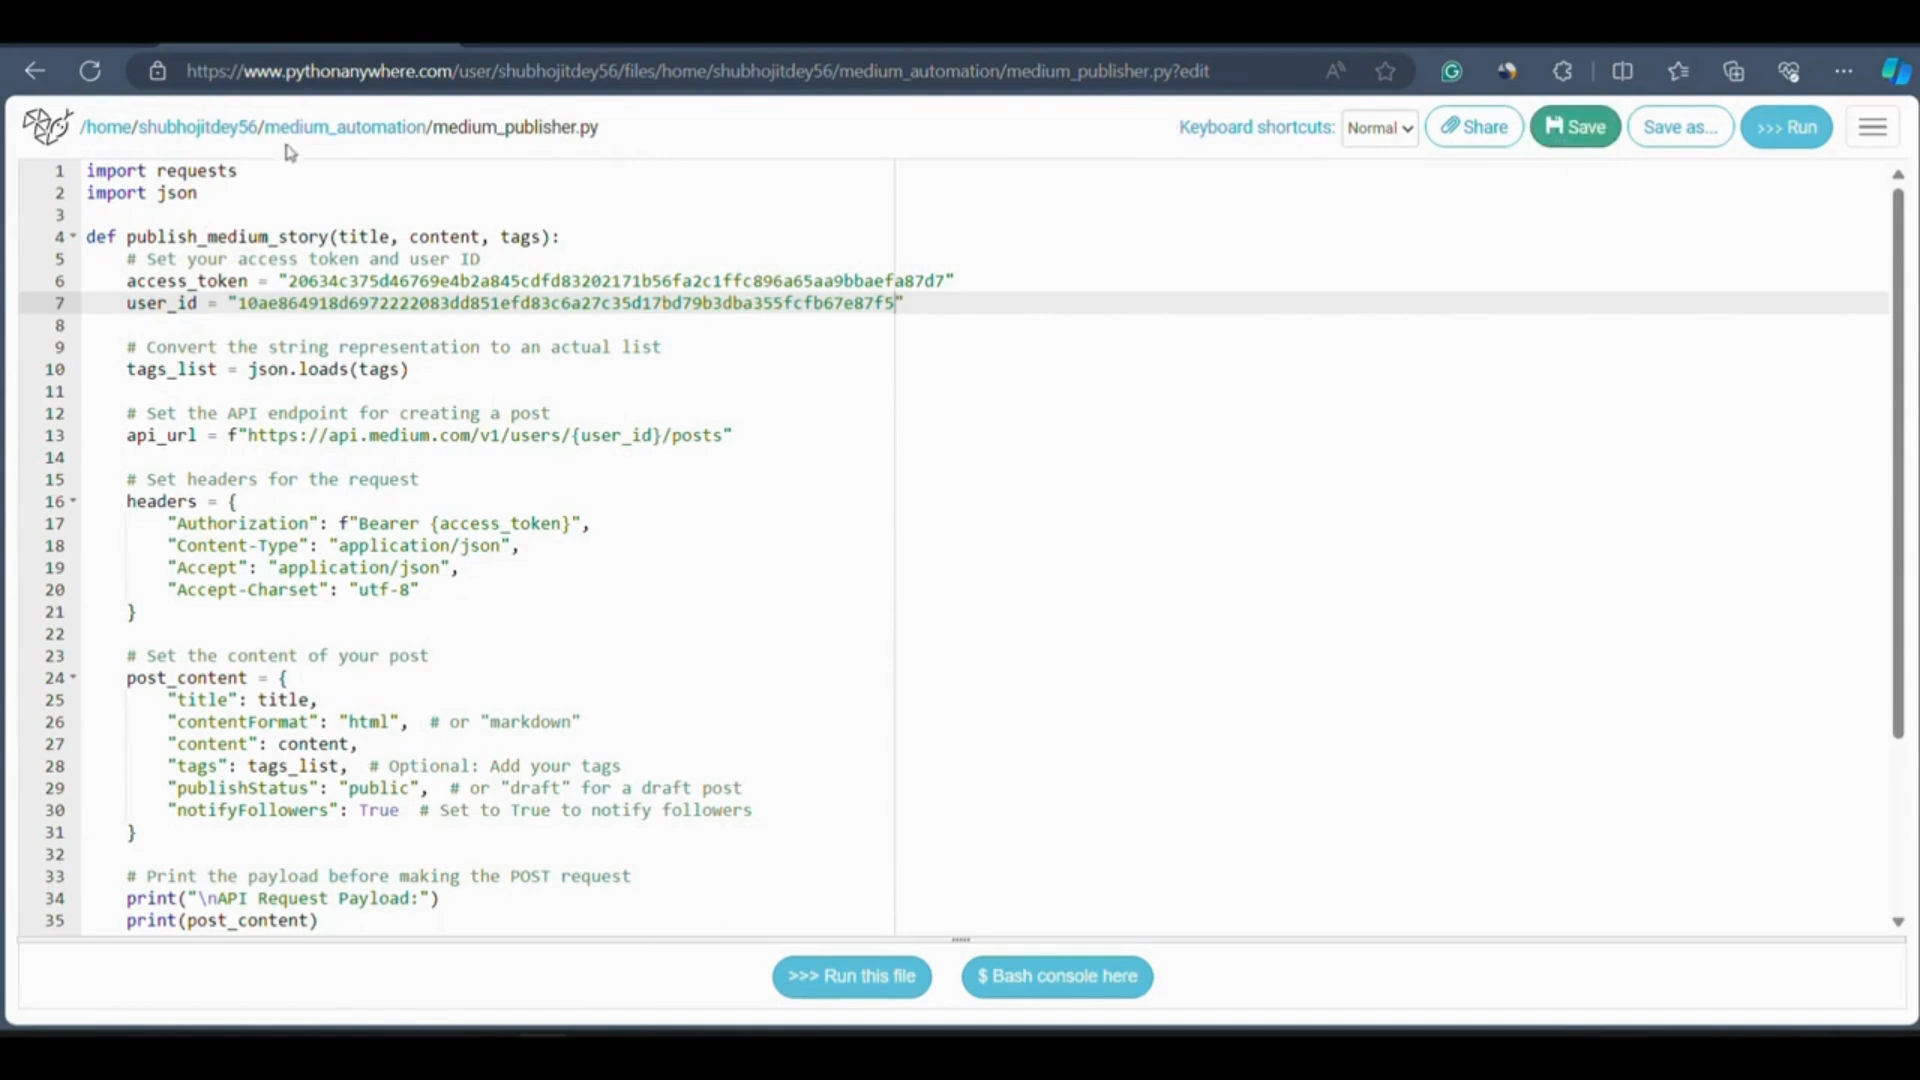 https://www.pythonanywhere.com/user/shubhojitdey56/files/home/shubhojitdey56/medium_automation/medium_publisher.py?edit
/home/shubhojitdey56/medium_automation/medium_publisher.py
Keyboard shortcuts: Normal Share Save Save as... >>> Run
1 import requests
2 import json
3
4 def publish_medium_story(title, content, tags):
5 # Set your access token and user ID
6 access_token = "20634c375d46769e4b2a845cdfd83202171b56fa2c1ffc896a65aa9bbaefa87d7"
7 user_id = "10ae864918d6972222083dd851efd83c6a27c35d17bd79b3dba355fcfb67e87f5"
8
9 # Convert the string representation to an actual list
10 tags_list = json.loads(tags)
11
12 # Set the API endpoint for creating a post
13 api_url = f"https://api.medium.com/v1/users/{user_id}/posts"
14
15 # Set headers for the request
16 headers = {
17 "Authorization": f"Bearer {access_token}",
18 "Content-Type": "application/json",
19 "Accept": "application/json",
20 "Accept-Charset": "utf-8"
21 }
22
23 # Set the content of your post
24 post_content = {
25 "title": title,
26 "contentFormat": "html", # or "markdown"
27 "content": content,
28 "tags": tags_list, # Optional: Add your tags
29 "publishStatus": "public", # or "draft" for a draft post
30 "notifyFollowers": True # Set to True to notify followers
31 }
32
33 # Print the payload before making the POST request
34 print("\nAPI Request Payload:")
35 print(post_content)
>>> Run this file
$ Bash console here